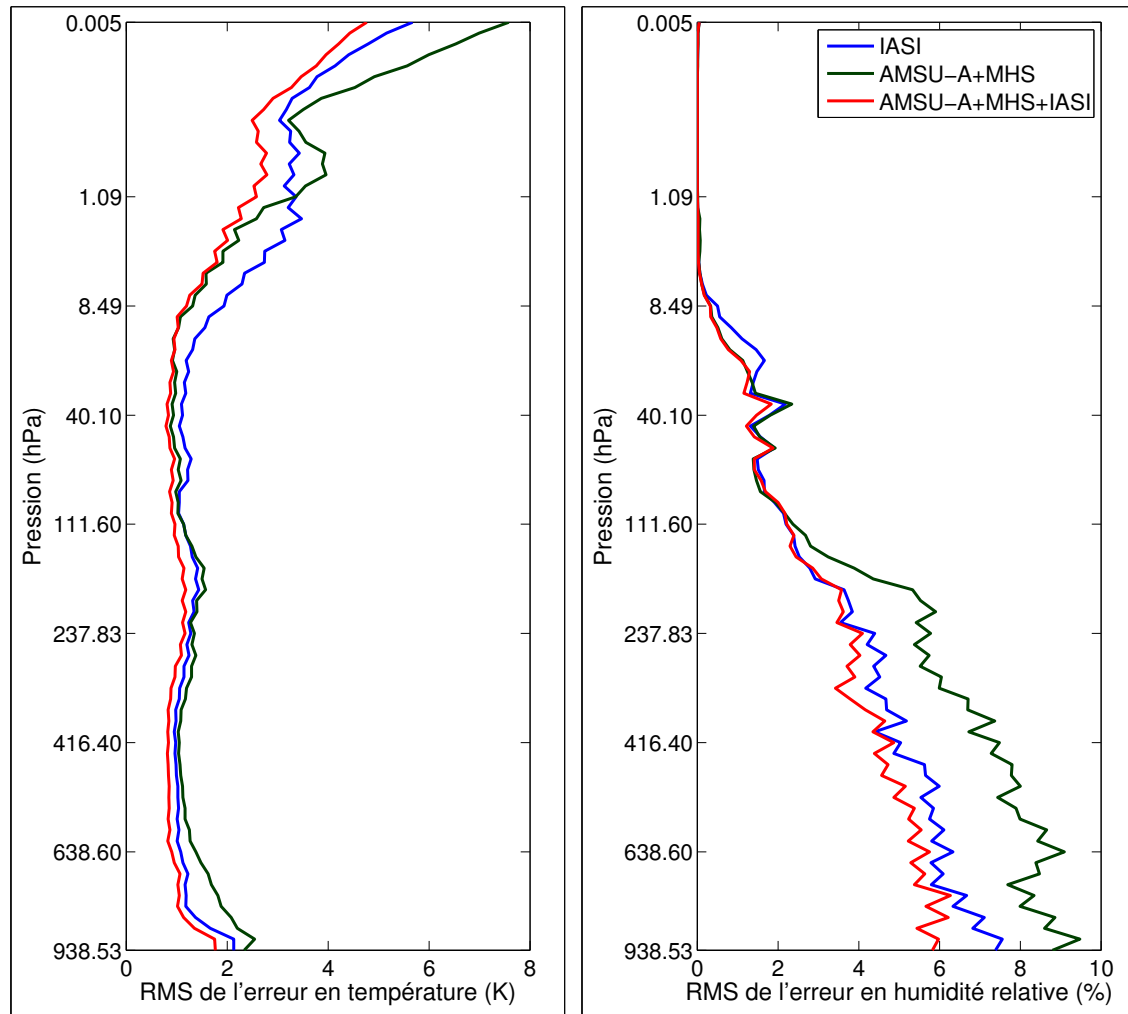 0.005
1.09
8.49
40.10
111.60
237.83
416.40
638.60
938.53
Pression (hPa)
0 2 4 6 8
RMS de l'erreur en température (K)
0.005
1.09
8.49
40.10
111.60
237.83
416.40
638.60
938.53
Pression (hPa)
0 2 4 6 8 10
RMS de l'erreur en humidité relative (%)
IASI
AMSU−A+MHS
AMSU−A+MHS+IASI